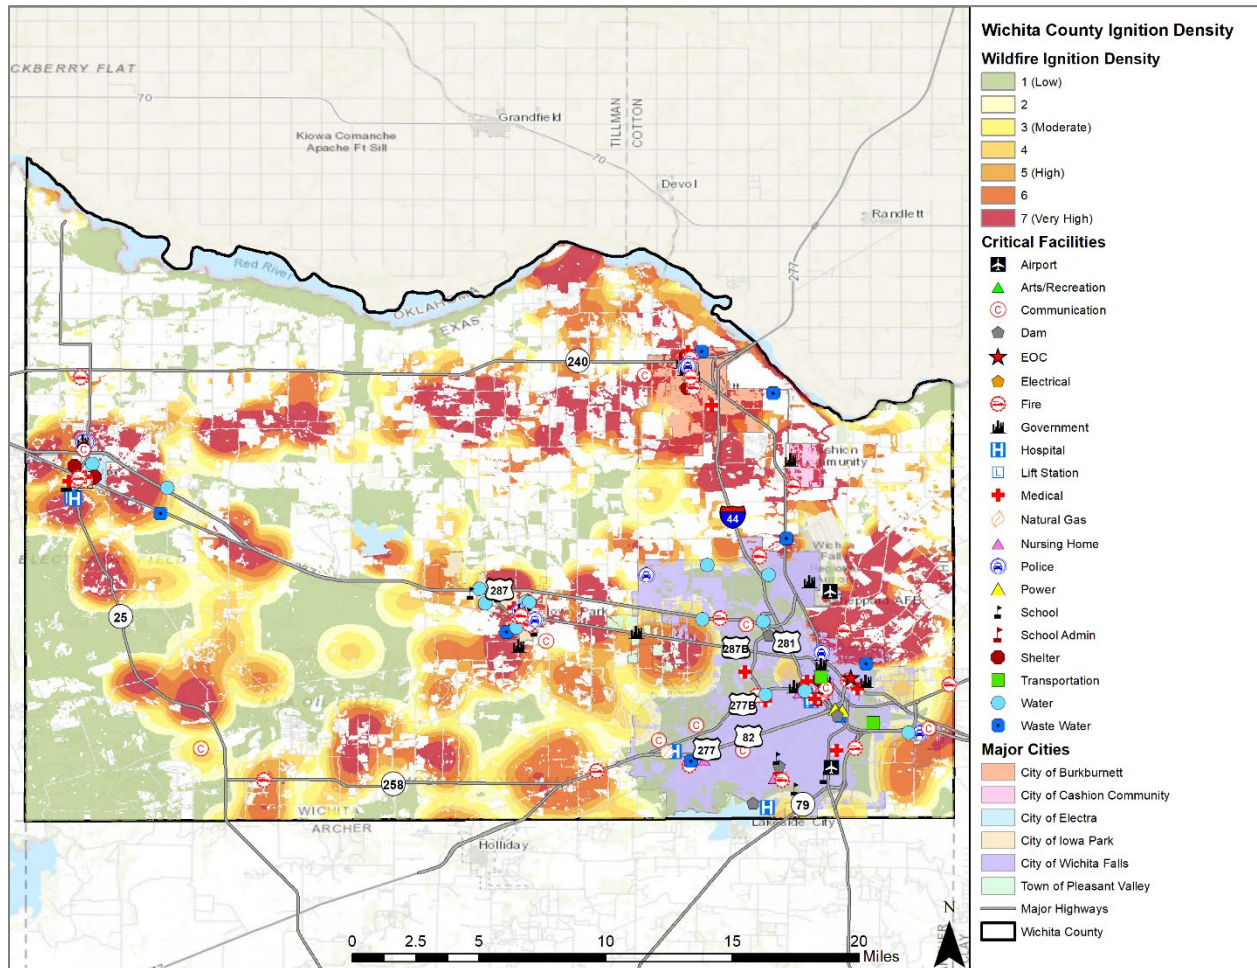 CKBERRY FLAT
70
Grandfield
Kiowa Comanche
Apache Ft Sill
TILLMAN
COTTON
70
Devol
Randlett
277
Red River
OKLAHOMA
TEXAS
240
44
287
25
287B
281
277B
82
277
258
79
WICHITA
ARCHER
Holliday
Lakeside City
277
0 2.5 5 10 15 20
Miles
N
Wichita County Ignition Density
Wildfire Ignition Density
1 (Low)
2
3 (Moderate)
4
5 (High)
6
7 (Very High)
Critical Facilities
Airport
Arts/Recreation
C Communication
Dam
EOC
Electrical
Fire
Government
H Hospital
L Lift Station
Medical
Natural Gas
Nursing Home
Police
Power
School
School Admin
Shelter
Transportation
Water
Waste Water
Major Cities
City of Burkburnett
City of Cashion Community
City of Electra
City of Iowa Park
City of Wichita Falls
Town of Pleasant Valley
Major Highways
Wichita County